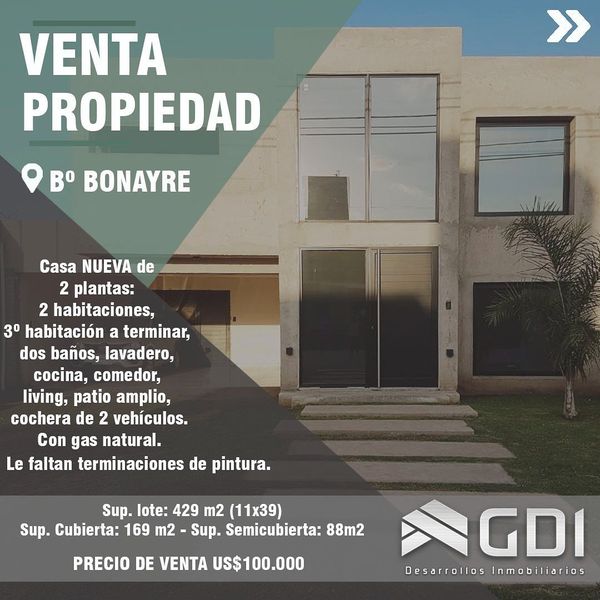 VENTA
PROPIEDAD
Bº BONAYRE
Casa NUEVA de
2 plantas:
2 habitaciones,
3º habitación a terminar,
dos baños, lavadero,
cocina, comedor,
living, patio amplio,
cochera de 2 vehículos.
Con gas natural.
Le faltan terminaciones de pintura.
Sup. lote: 429 m2 (11x39)
Sup. Cubierta: 169 m2 - Sup. Semicubierta: 88m2
PRECIO DE VENTA US$100.000
GDI
Desarrollos Inmobiliarios